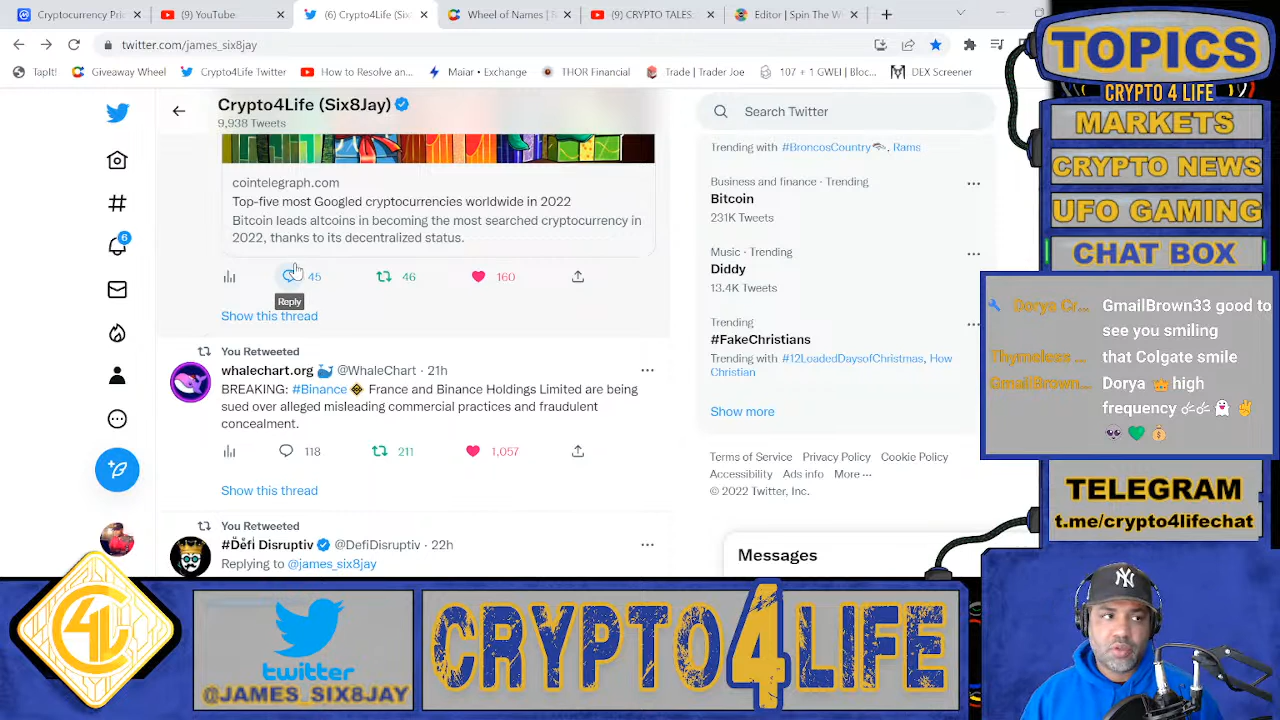 Cryptocurrency Pri
(9) YouTube
(6) Crypto4Life (Six
Wheel of Names | R
(9) CRYPTO TALES
Editor | Spin The W
twitter.com/james_six8jay
TapIt!
Giveaway Wheel
Crypto4Life Twitter
How to Resolve an...
Maiar • Exchange
THOR Financial
Trade | Trader Joe
107 + 1 GWEI | Bloc...
DEX Screener
Crypto4Life (Six8Jay)
9,938 Tweets
cointelegraph.com
Top-five most Googled cryptocurrencies worldwide in 2022
Bitcoin leads altcoins in becoming the most searched cryptocurrency in
2022, thanks to its decentralized status.
45
46
160
Reply
Show this thread
You Retweeted
whalechart.org 🐳 @WhaleChart · 21h
BREAKING: #Binance France and Binance Holdings Limited are being
sued over alleged misleading commercial practices and fraudulent
concealment.
118
211
1,057
Show this thread
You Retweeted
#Defi Disruptiv @DefiDisruptiv · 22h
Replying to @james_six8jay
6
Search Twitter
Trending with #BroncosCountry, Rams
Business and finance · Trending
Bitcoin
231K Tweets
Music · Trending
Diddy
13.4K Tweets
Trending
#FakeChristians
Trending with #12LoadedDaysofChristmas, How
Christian
Show more
Terms of Service Privacy Policy Cookie Policy
Accessibility Ads info More ···
© 2022 Twitter, Inc.
Messages
TOPICS
CRYPTO 4 LIFE
MARKETS
CRYPTO NEWS
UFO GAMING
CHAT BOX
Dorya Cr... GmailBrown33 good to
see you smiling
Thymeless ... that Colgate smile
GmailBrown... Dorya 👑 high
frequency 👻 ✌ 👽 💚 💰
TELEGRAM
t.me/crypto4lifechat
C4L
twitter
@JAMES_SIX8JAY
CRYPTO4LIFE
NY